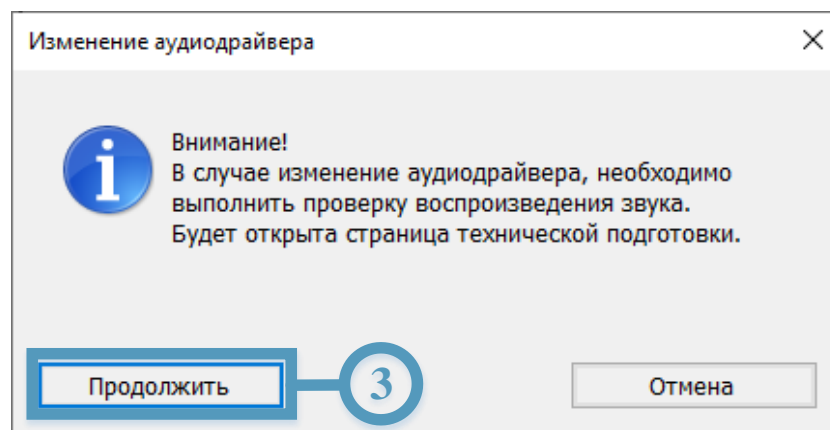 Изменение аудиодрайвера
Внимание!
В случае изменение аудиодрайвера, необходимо
выполнить проверку воспроизведения звука.
Будет открыта страница технической подготовки.
Продолжить
3
Отмена